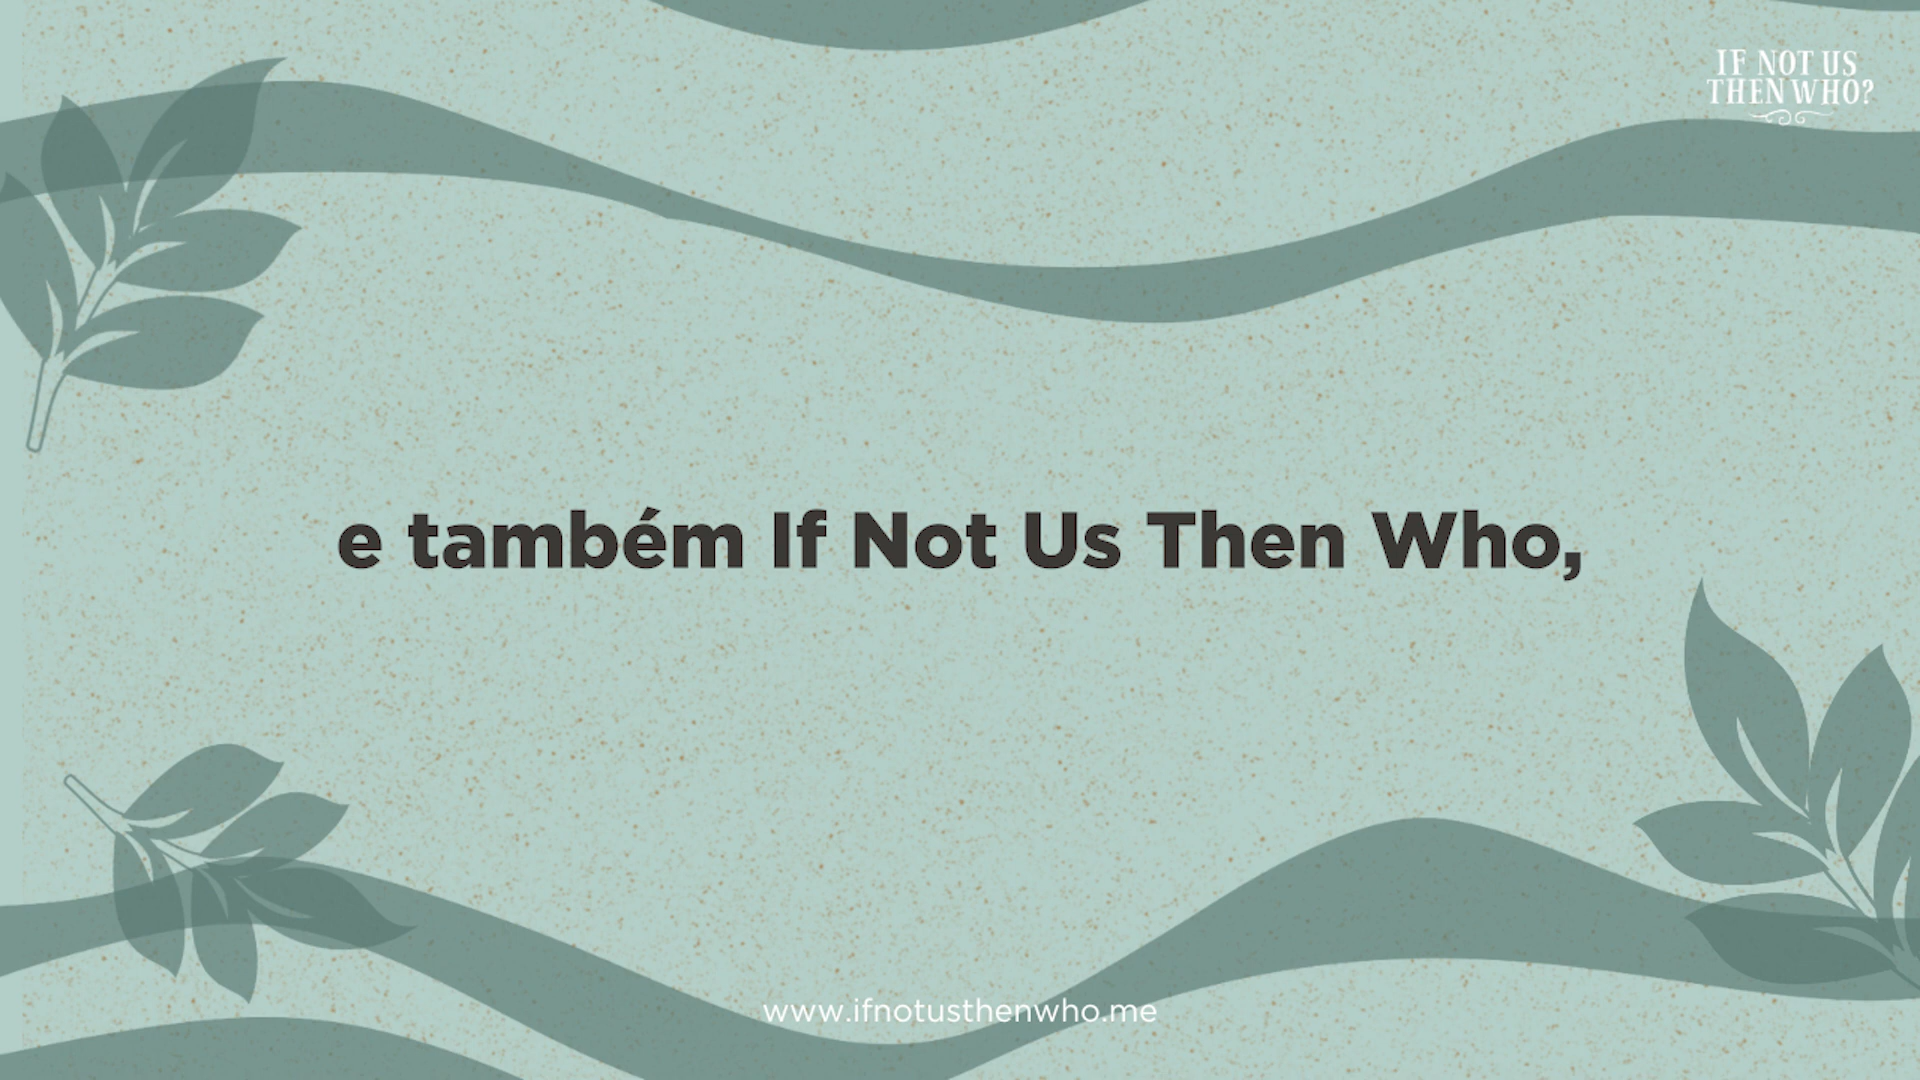 IF NOT US
THEN WHO?
e também If Not Us Then Who,
www.ifnotusthenwho.me